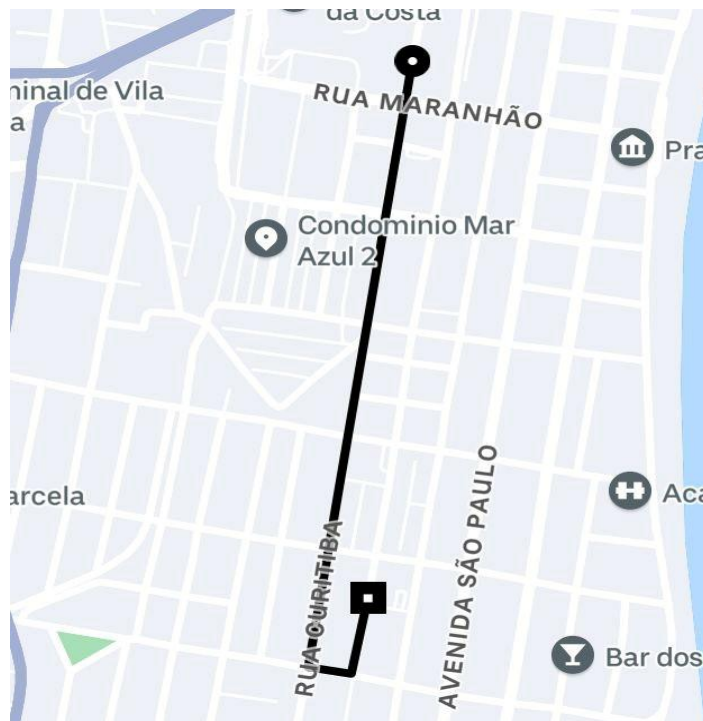 da Costa
RUA MARANHÃO
minal de Vila
a
Pra
Condominio Mar
Azul 2
arcela
RUA CURITIBA
AVENIDA SÃO PAULO
Aca
Bar dos